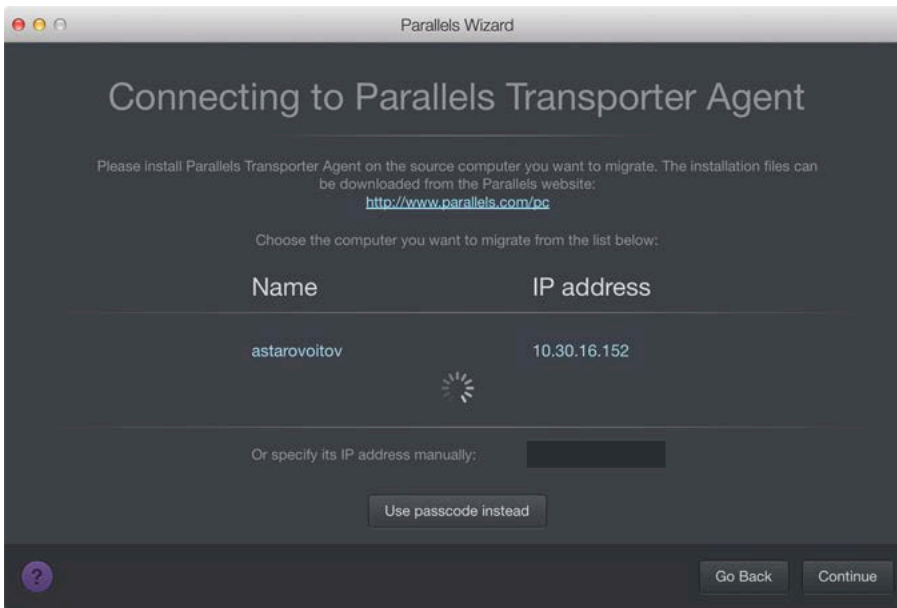 Parallels Wizard
Connecting to Parallels Transporter Agent
Please install Parallels Transporter Agent on the source computer you want to migrate. The installation files can
be downloaded from the Parallels website:
http://www.parallels.com/pc
Choose the computer you want to migrate from the list below:
Name IP address
astarovoitov 10.30.16.152
Or specify its IP address manually:
Use passcode instead
? Go Back Continue